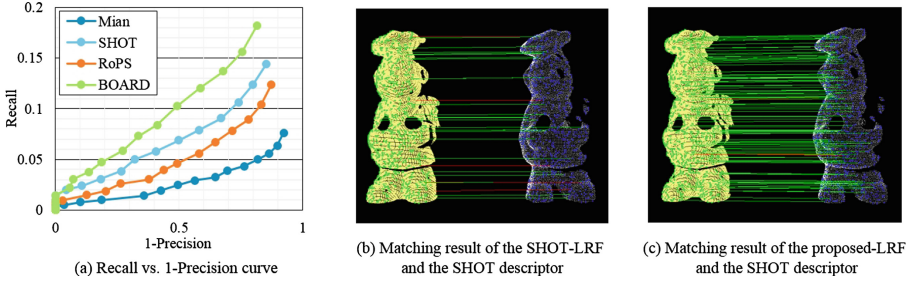 0.2
0.15
0.1
0.05
0
Recall
Mian
SHOT
RoPS
BOARD
0
0.5
1
1-Precision
(a) Recall vs. 1-Precision curve
(b) Matching result of the SHOT-LRF
and the SHOT descriptor
(c) Matching result of the proposed-LRF
and the SHOT descriptor